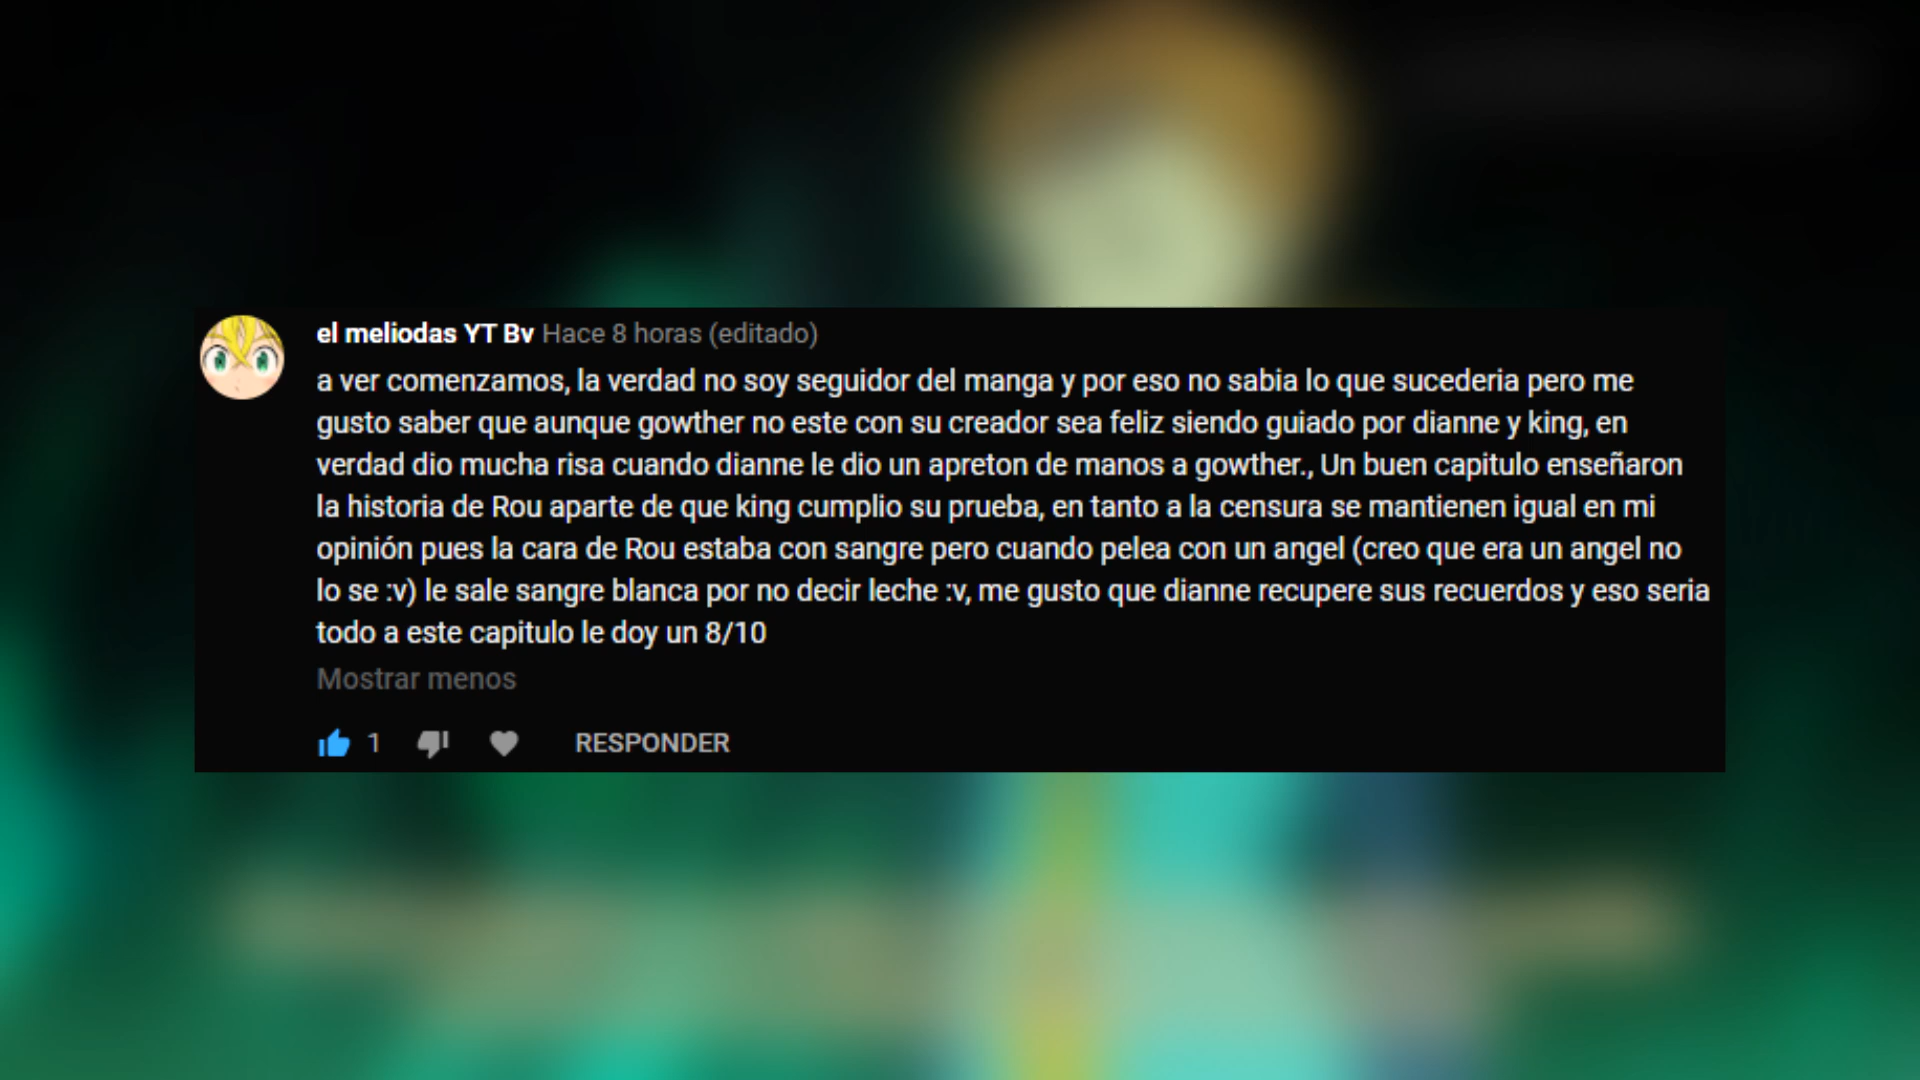 el meliodas YT Bv Hace 8 horas (editado)
a ver comenzamos, la verdad no soy seguidor del manga y por eso no sabia lo que sucederia pero me
gusto saber que aunque gowther no este con su creador sea feliz siendo guiado por dianne y king, en
verdad dio mucha risa cuando dianne le dio un apreton de manos a gowther., Un buen capitulo enseñaron
la historia de Rou aparte de que king cumplio su prueba, en tanto a la censura se mantienen igual en mi
opinión pues la cara de Rou estaba con sangre pero cuando pelea con un angel (creo que era un angel no
lo se :v) le sale sangre blanca por no decir leche :v, me gusto que dianne recupere sus recuerdos y eso seria
todo a este capitulo le doy un 8/10
Mostrar menos
1 RESPONDER